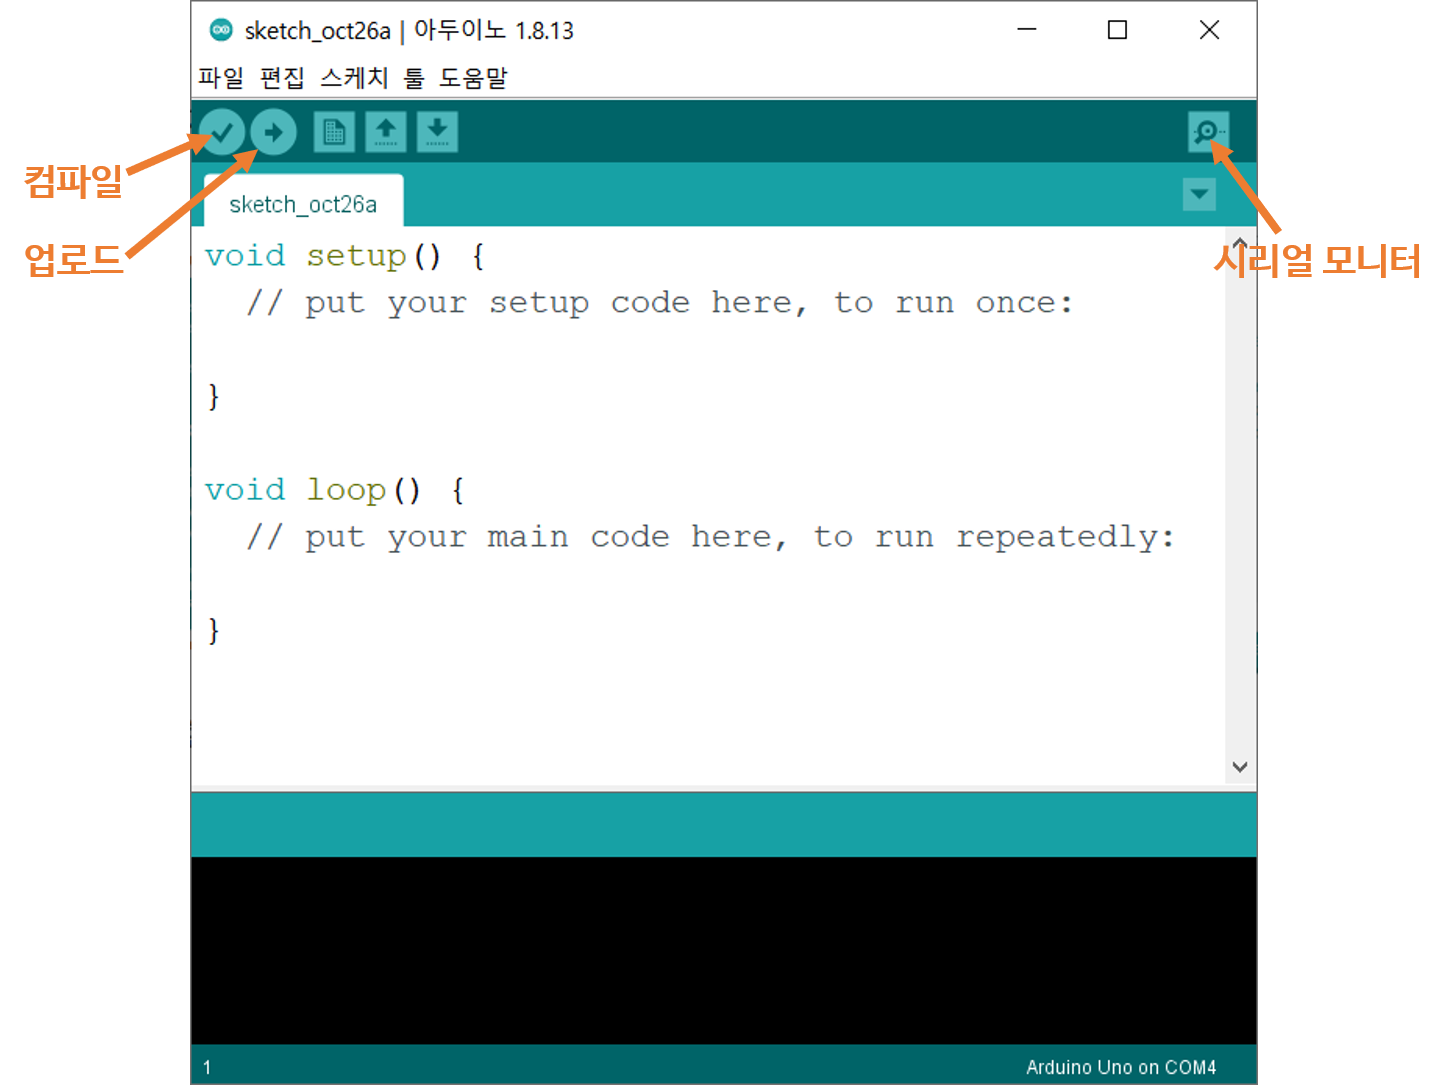 sketch_oct26a | 아두이노 1.8.13
파일 편집 스케치 툴 도움말
컴파일
업로드
시리얼 모니터
sketch_oct26a
void setup() {
  // put your setup code here, to run once:
}
void loop() {
  // put your main code here, to run repeatedly:
}
1
Arduino Uno on COM4